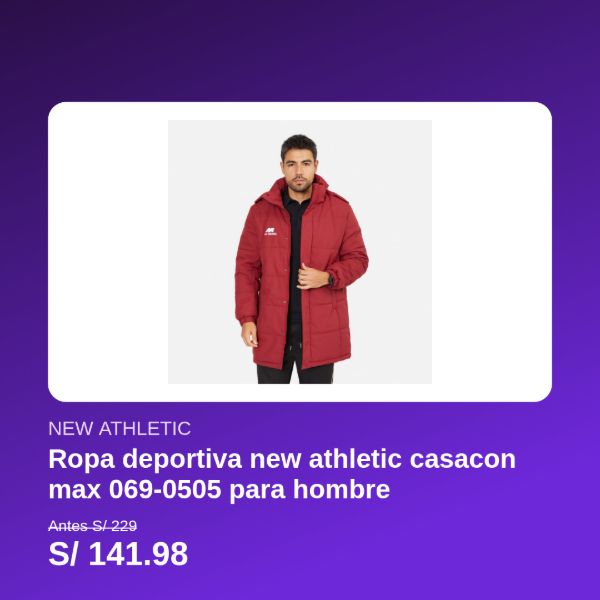 NEW ATHLETIC
Ropa deportiva new athletic casacon
max 069-0505 para hombre
Antes S/ 229
S/ 141.98